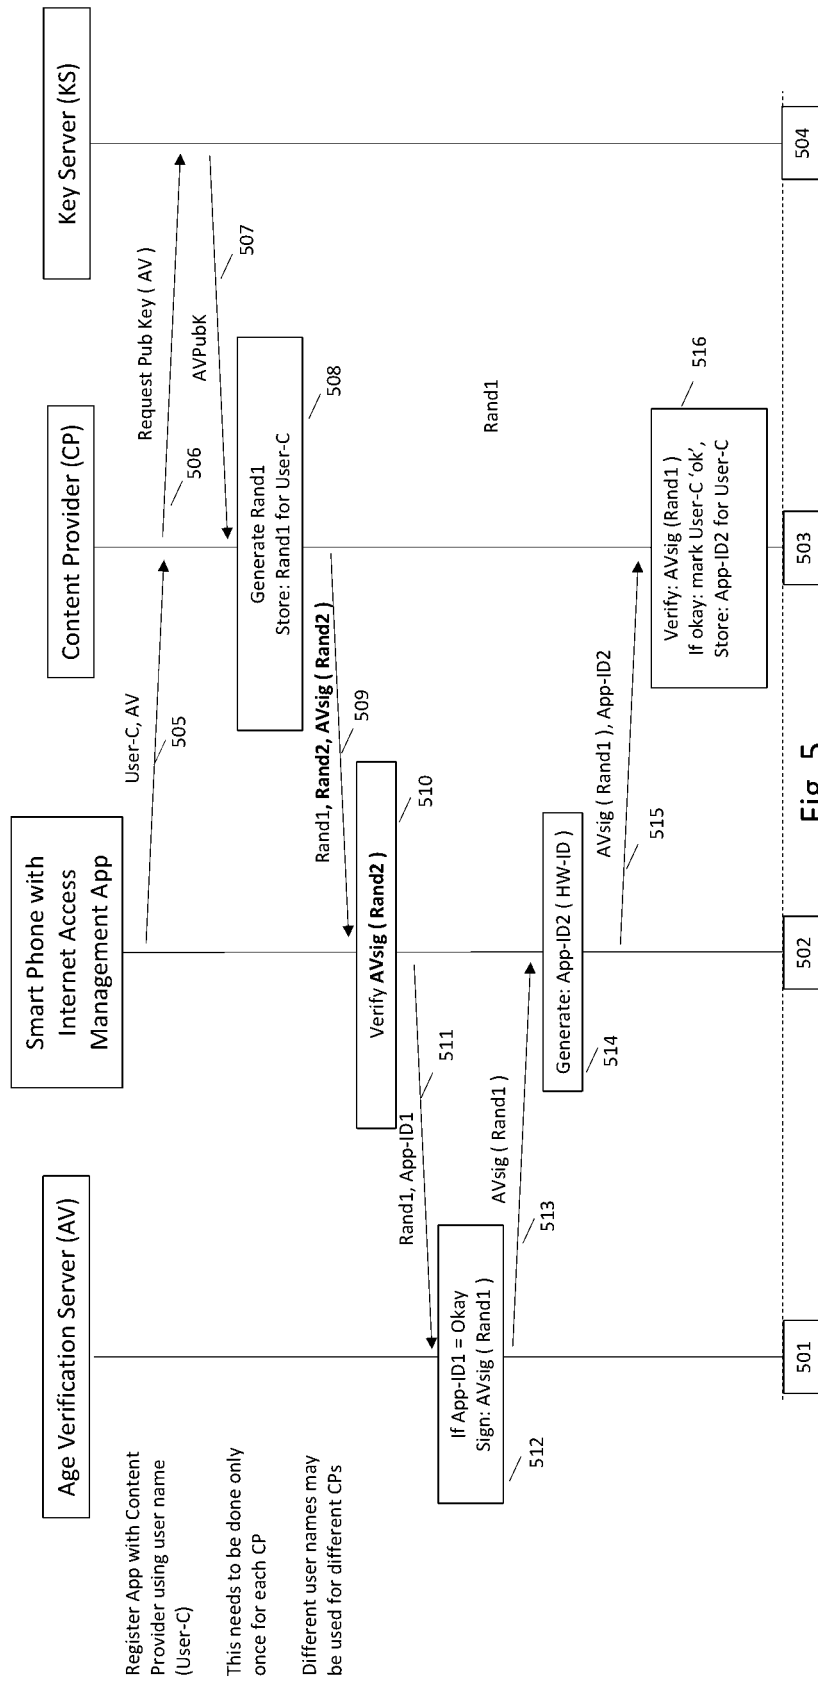 Age Verification Server (AV)
Smart Phone with
Internet Access
Management App
Content Provider (CP)
Key Server (KS)
Register App with Content
Provider using user name
(User-C)
This needs to be done only
once for each CP
Different user names may
be used for different CPs
User-C, AV
505
Request Pub Key ( AV )
506
AVPubK
507
Generate Rand1
Store: Rand1 for User-C
508
Rand1, Rand2, AVsig ( Rand2 )
509
Verify AVsig ( Rand2 )
510
Rand1, App-ID1
511
If App-ID1 = Okay
Sign: AVsig ( Rand1 )
512
AVsig ( Rand1 )
513
Rand1
Generate: App-ID2 ( HW-ID )
514
AVsig ( Rand1 ), App-ID2
515
Verify: AVsig (Rand1 )
If okay: mark User-C ‘ok’,
Store: App-ID2 for User-C
516
501
502
503
504
Fig. 5